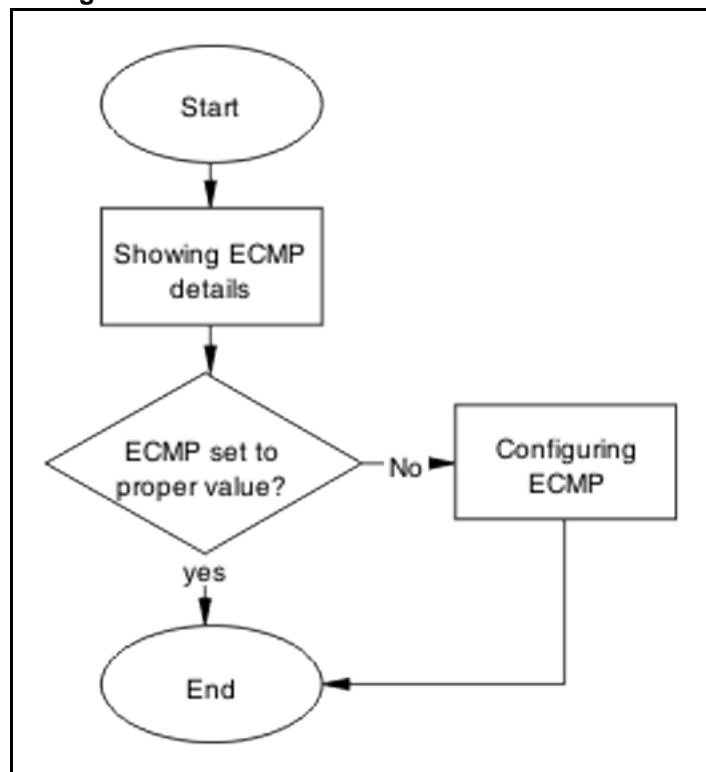 Start
Showing ECMP
details
ECMP set to
proper value?
No
Configuring
ECMP
yes
End